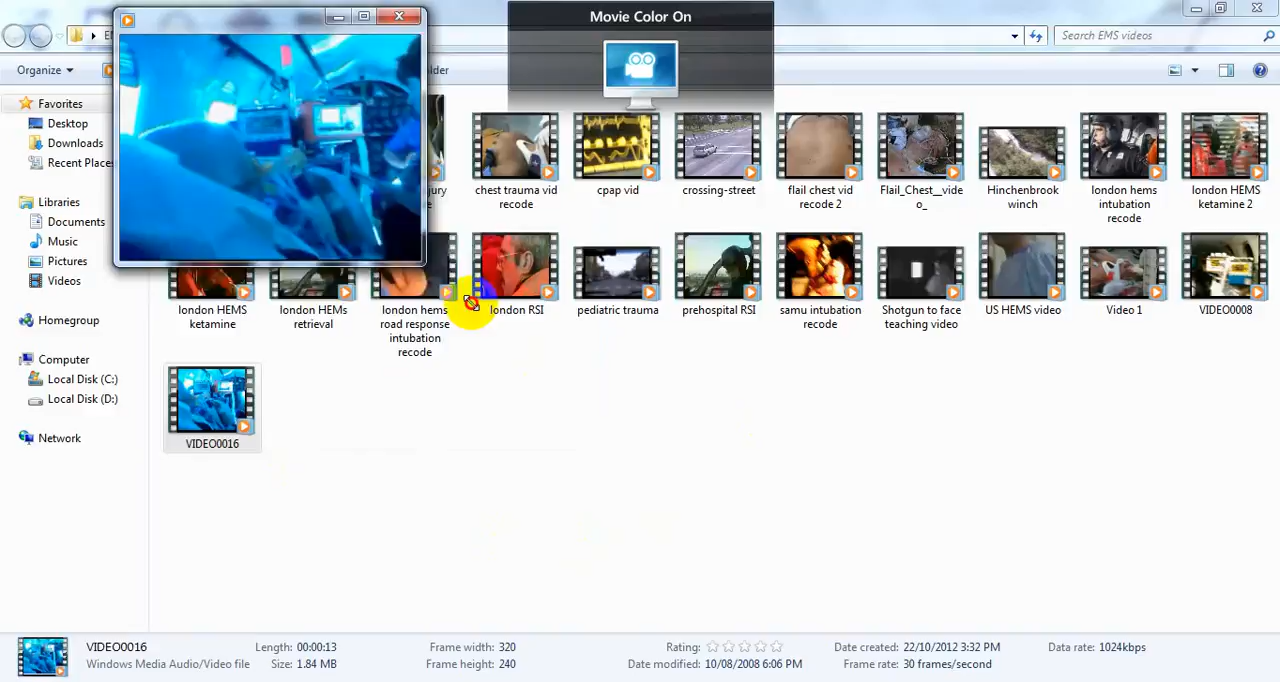 Movie Color On
Search EMS videos
Organize
older
Favorites
Desktop
Downloads
Recent Place
Libraries
Documents
Music
Pictures
Videos
Homegroup
Computer
Local Disk (C:)
Local Disk (D:)
Network
jury
chest trauma vid
recode
cpap vid
crossing-street
flail chest vid
recode 2
Flail_Chest__vide
o_
Hinchenbrook
winch
london hems
intubation
recode
london HEMS
ketamine 2
london HEMS
ketamine
london HEMs
retrieval
london hems
road response
intubation
recode
london RSI
pediatric trauma
prehospital RSI
samu intubation
recode
Shotgun to face
teaching video
US HEMS video
Video 1
VIDEO0008
VIDEO0016
VIDEO0016
Windows Media Audio/Video file
Length: 00:00:13
Size: 1.84 MB
Frame width: 320
Frame height: 240
Rating:
Date modified: 10/08/2008 6:06 PM
Date created: 22/10/2012 3:32 PM
Frame rate: 30 frames/second
Data rate: 1024kbps